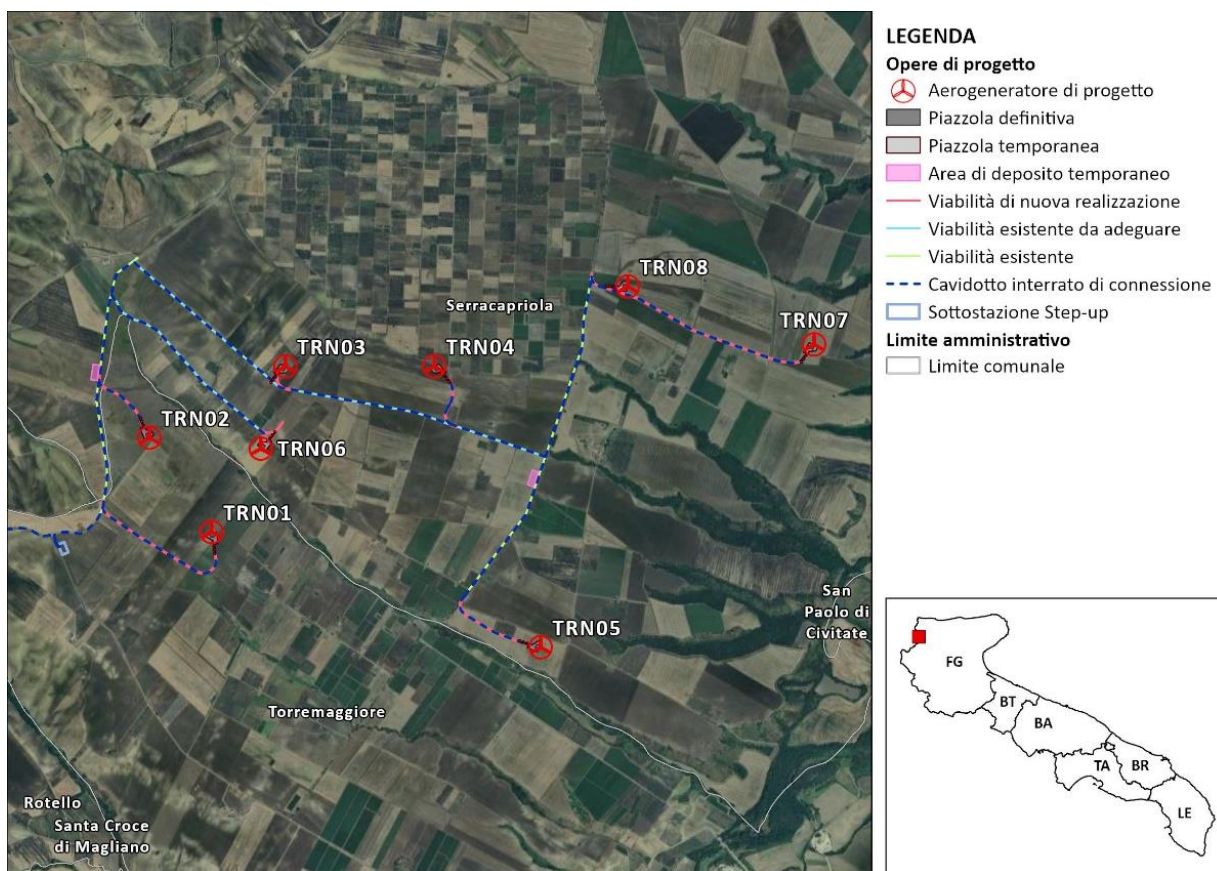 TRN08
Serracapriola
TRN07
TRN03
TRN04
TRN02
TRN06
TRN01
San
Paolo di
Civitate
TRN05
Torremaggiore
Rotello
Santa Croce
di Magliano
LEGENDA
Opere di progetto
Aerogeneratore di progetto
Piazzola definitiva
Piazzola temporanea
Area di deposito temporaneo
Viabilità di nuova realizzazione
Viabilità esistente da adeguare
Viabilità esistente
Cavidotto interrato di connessione
Sottostazione Step-up
Limite amministrativo
Limite comunale
FG
BT
BA
TA
BR
LE